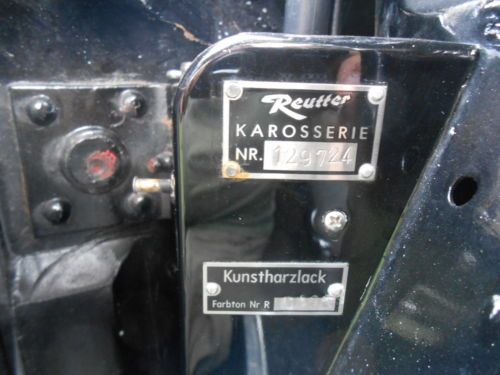 Reutter
KAROSSERIE
NR. 129724
Kunstharzlack
Farbton Nr R